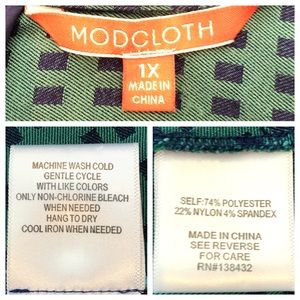 MODCLOTH
1X
MADE IN
CHINA
MACHINE WASH COLD
GENTLE CYCLE
WITH LIKE COLORS
ONLY NON-CHLORINE BLEACH
WHEN NEEDED
HANG TO DRY
COOL IRON WHEN NEEDED
SELF:74% POLYESTER
22% NYLON 4% SPANDEX
MADE IN CHINA
SEE REVERSE
FOR CARE
RN#138432